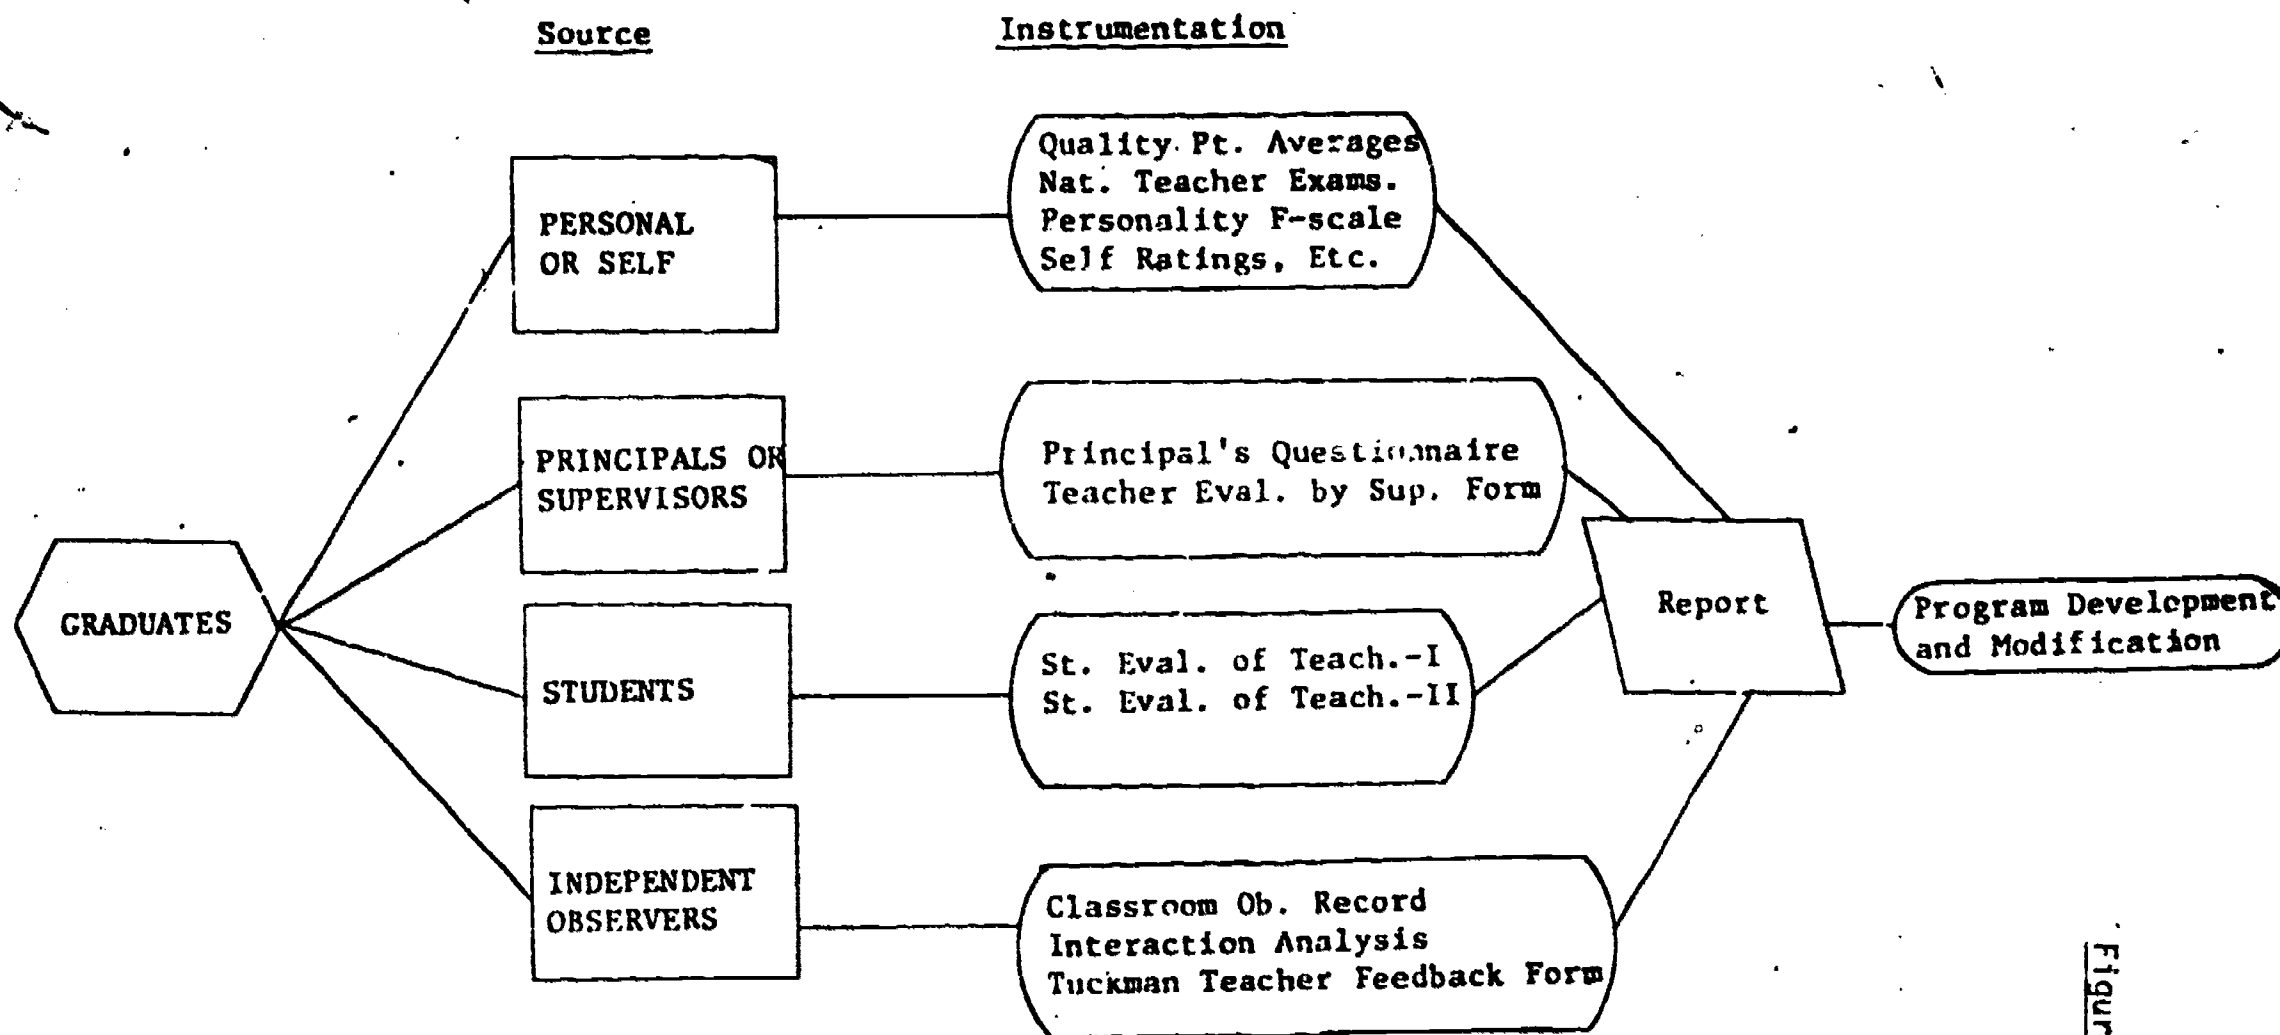 Source
Instrumentation
PERSONAL
OR SELF
Quality Pt. Averages
Nat. Teacher Exams.
Personality F-scale
Self Ratings, Etc.
PRINCIPALS OR
SUPERVISORS
Principal's Questionnaire
Teacher Eval. by Sup. Form
GRADUATES
STUDENTS
St. Eval. of Teach.-I
St. Eval. of Teach.-II
Report
Program Development
and Modification
INDEPENDENT
OBSERVERS
Classroom Ob. Record
Interaction Analysis
Tuckman Teacher Feedback Form